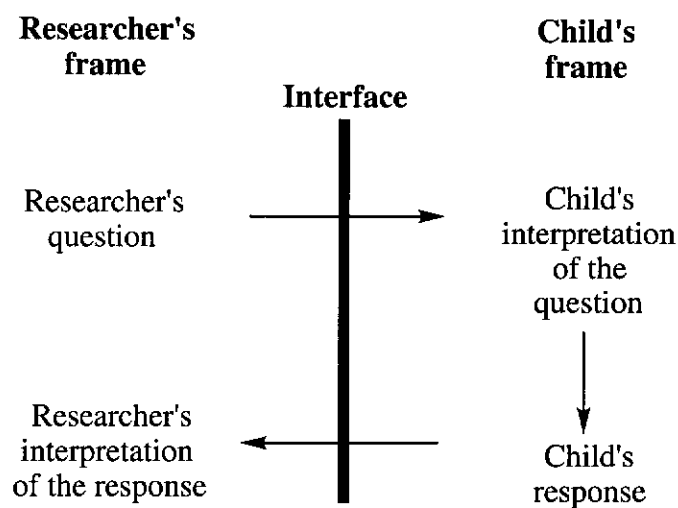 Researcher's
frame
Child's
frame
Interface
Researcher's
question
Child's
interpretation
of the
question
Researcher's
interpretation
of the response
Child's
response